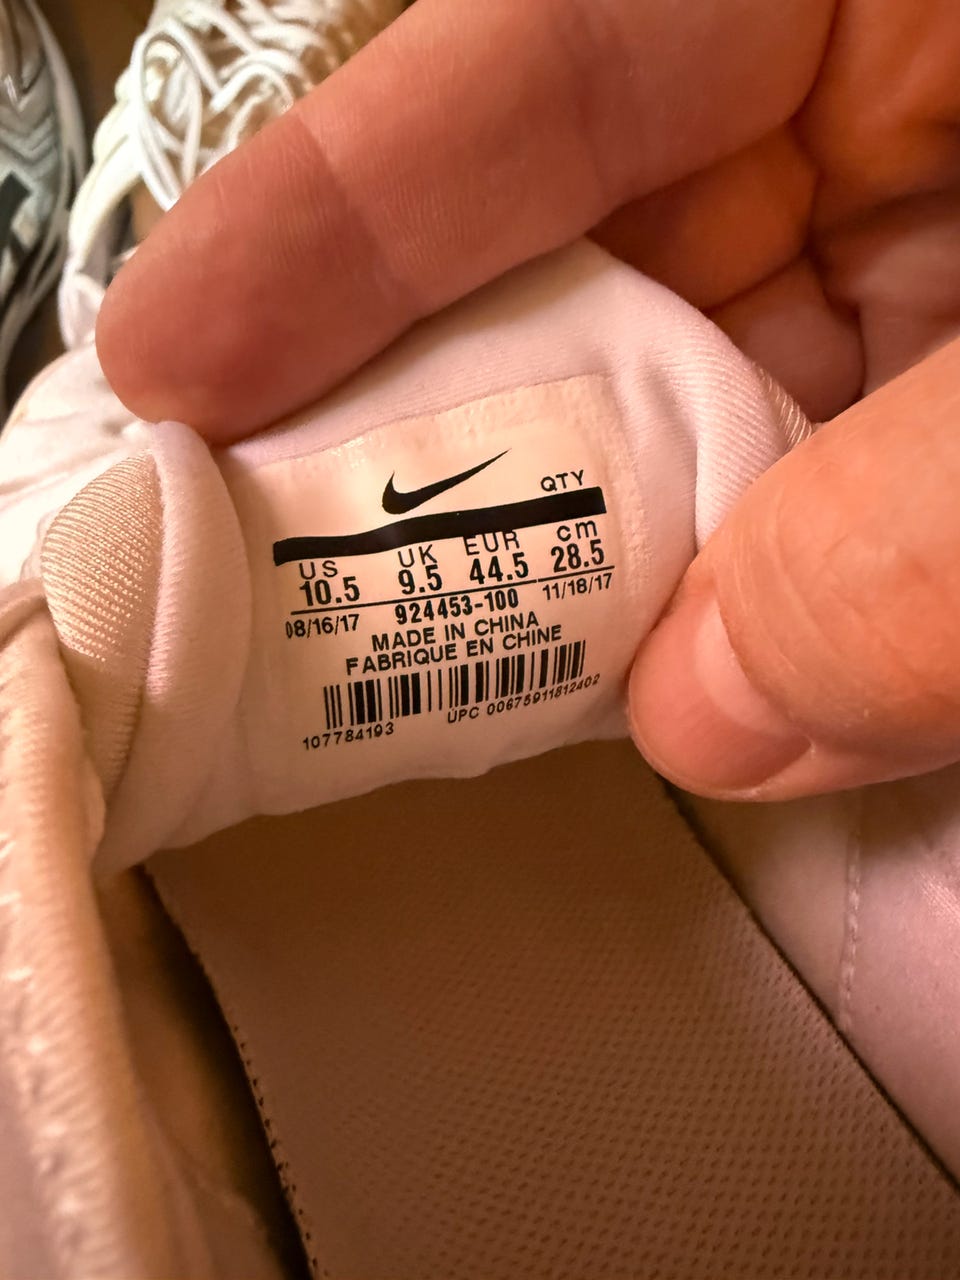 QTY
US UK EUR cm
10.5 9.5 44.5 28.5
08/16/17 924453-100 11/18/17
MADE IN CHINA
FABRIQUE EN CHINE
107784193 UPC 00675911812402